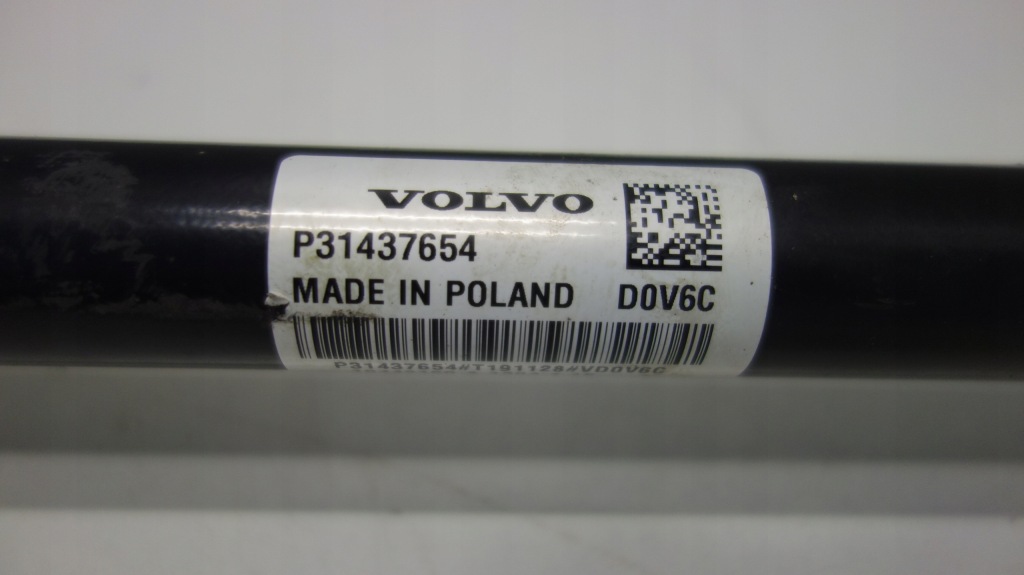 VOLVO
P31437654
MADE IN POLAND D0V6C
P31437654#T191128#VD0V6C